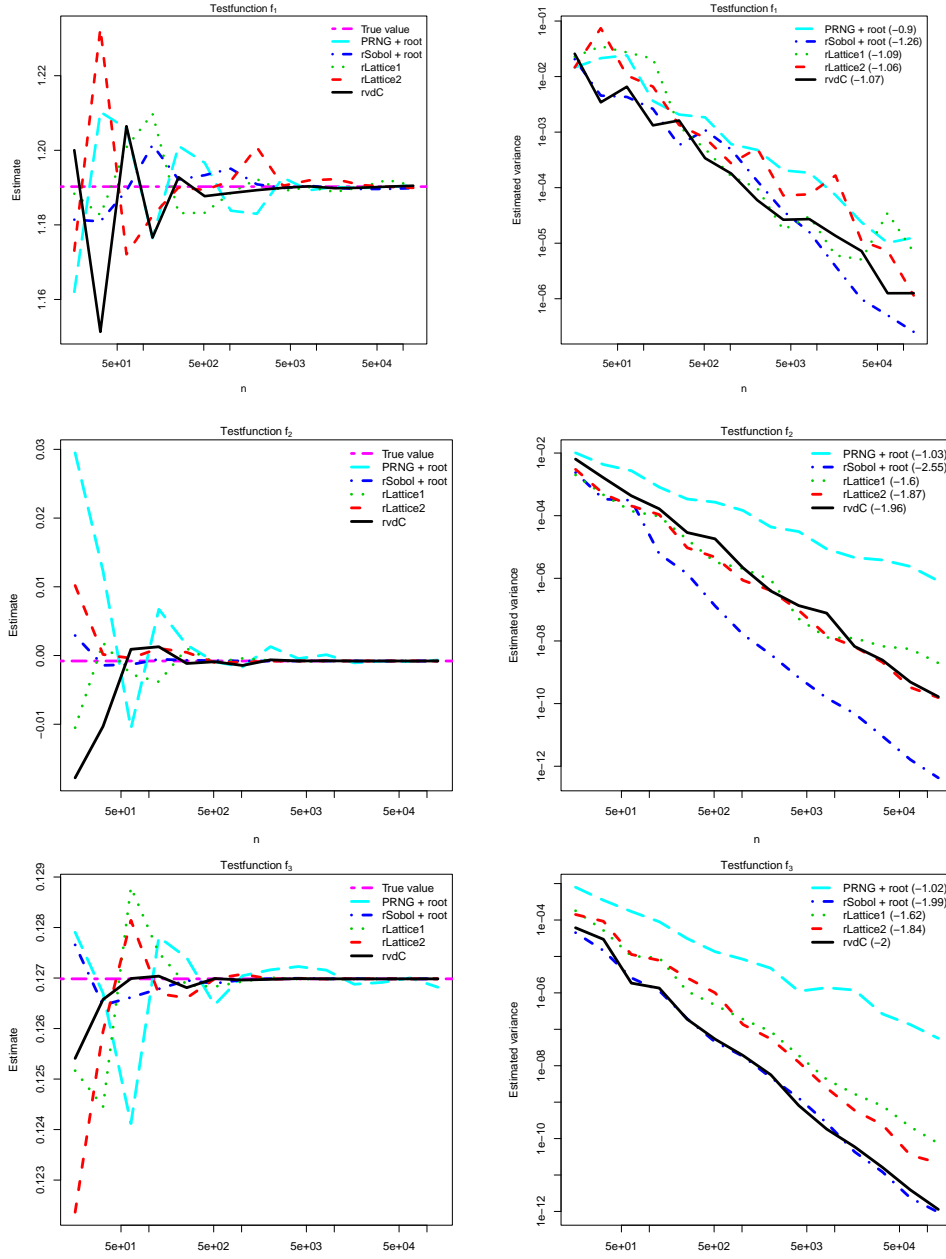 Testfunction f₁
Estimate
1.16
1.18
1.20
1.22
True value
PRNG + root
rSobol + root
rLattice1
rLattice2
rvdC
5e+01
5e+02
5e+03
5e+04
n
Testfunction f₁
Estimated variance
1e−06
1e−05
1e−04
1e−03
1e−02
1e−01
PRNG + root (−0.9)
rSobol + root (−1.26)
rLattice1 (−1.09)
rLattice2 (−1.06)
rvdC (−1.07)
5e+01
5e+02
5e+03
5e+04
n
Testfunction f₂
Estimate
−0.01
0.00
0.01
0.02
0.03
True value
PRNG + root
rSobol + root
rLattice1
rLattice2
rvdC
5e+01
5e+02
5e+03
5e+04
n
Testfunction f₂
Estimated variance
1e−12
1e−10
1e−08
1e−06
1e−04
1e−02
PRNG + root (−1.03)
rSobol + root (−2.55)
rLattice1 (−1.6)
rLattice2 (−1.87)
rvdC (−1.96)
5e+01
5e+02
5e+03
5e+04
n
Testfunction f₃
Estimate
0.123
0.124
0.125
0.126
0.127
0.128
0.129
True value
PRNG + root
rSobol + root
rLattice1
rLattice2
rvdC
5e+01
5e+02
5e+03
5e+04
Testfunction f₃
Estimated variance
1e−12
1e−10
1e−08
1e−06
1e−04
PRNG + root (−1.02)
rSobol + root (−1.99)
rLattice1 (−1.62)
rLattice2 (−1.84)
rvdC (−2)
5e+01
5e+02
5e+03
5e+04